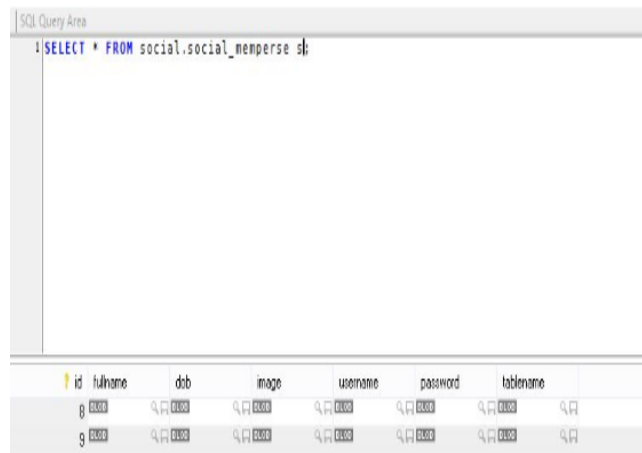 SQL Query Area
1 SELECT * FROM social.social_memperse s;
id fullname dob image username password tablename
8 BLOB BLOB BLOB BLOB BLOB BLOB
9 BLOB BLOB BLOB BLOB BLOB BLOB